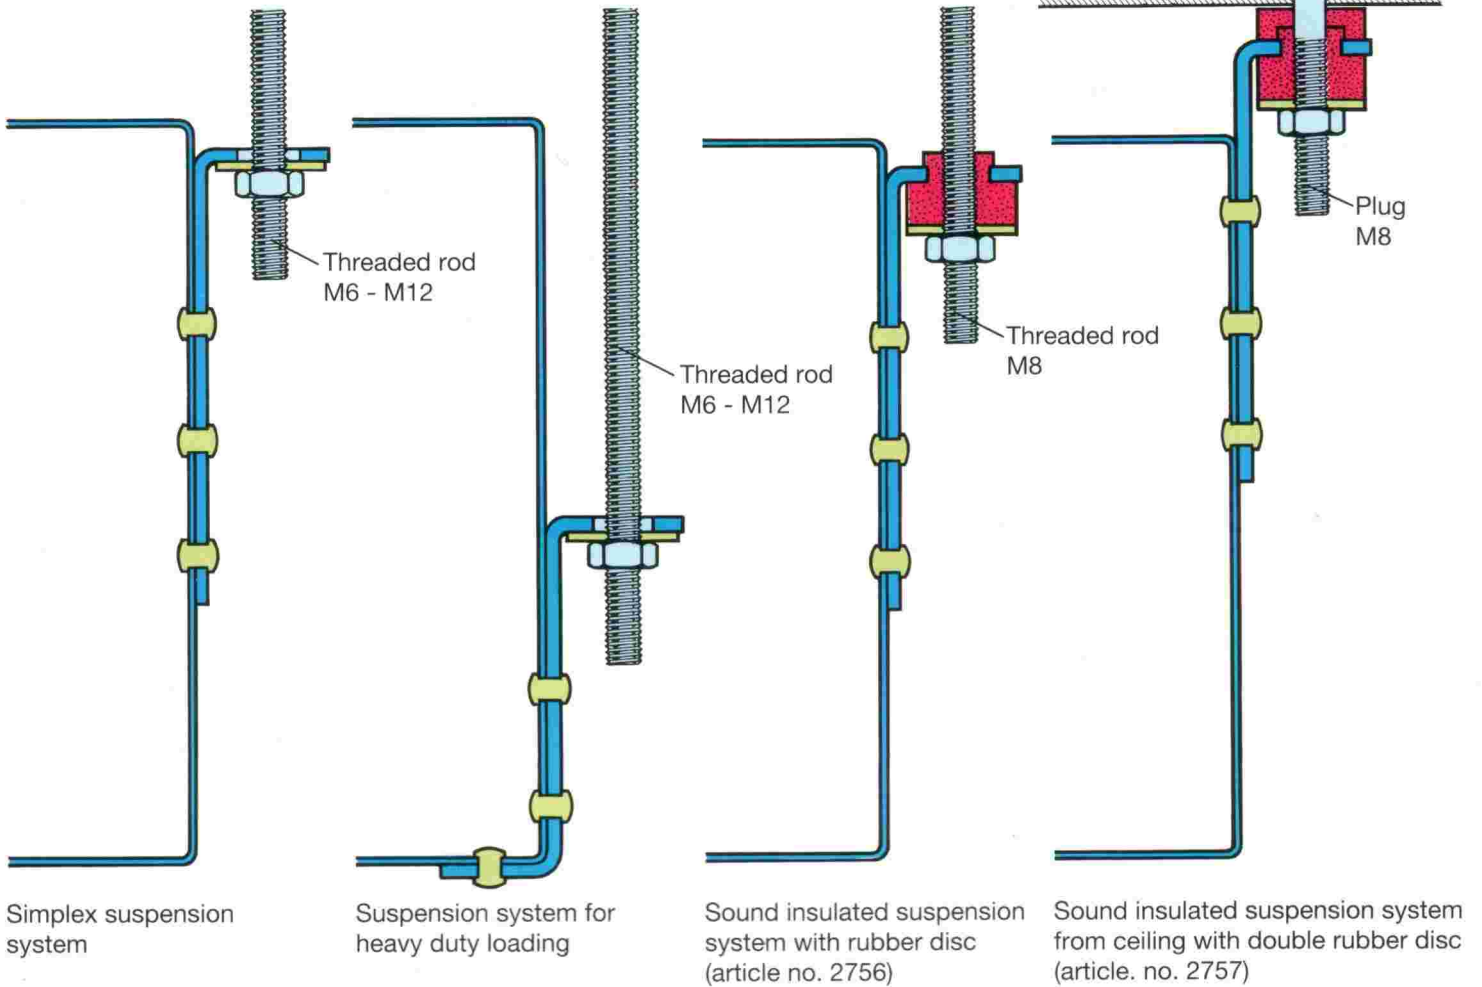 Threaded rod
M6 - M12
Threaded rod
M6 - M12
Threaded rod
M8
Plug
M8
Simplex suspension
system
Suspension system for
heavy duty loading
Sound insulated suspension
system with rubber disc
(article no. 2756)
Sound insulated suspension system
from ceiling with double rubber disc
(article. no. 2757)